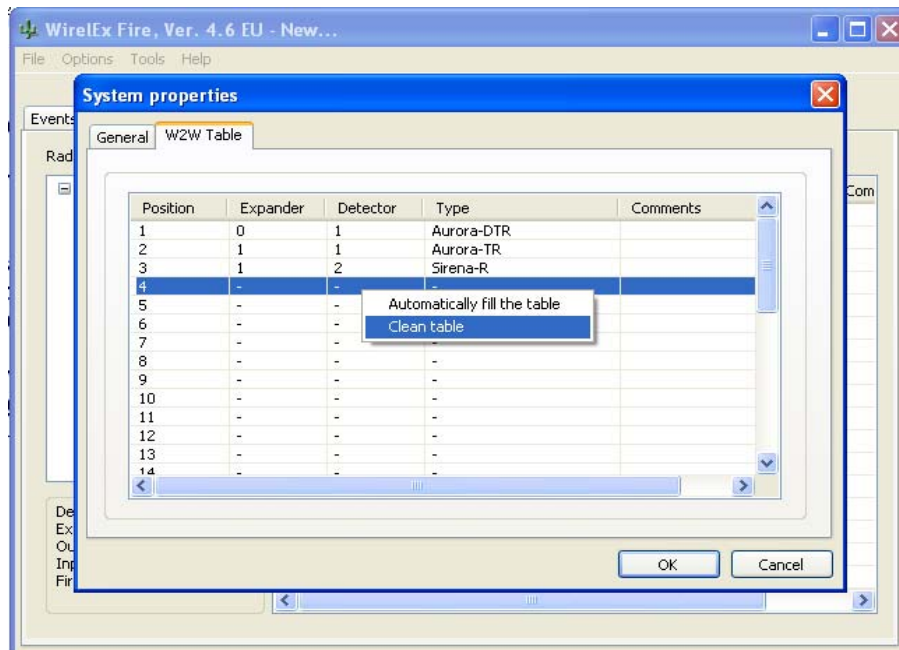 WirelEx Fire, Ver. 4.6 EU - New...
File Options Tools Help
System properties
Events
General W2W Table
Rad
Com
Position Expander Detector Type Comments
1 0 1 Aurora-DTR
2 1 1 Aurora-TR
3 1 2 Sirena-R
4 - - -
5 - -
Automatically fill the table
6 - -
Clean table
7 - - -
8 - - -
9 - - -
10 - - -
11 - - -
12 - - -
13 - - -
14 - - -
De
Ex
Ou
Inp
Fir
OK Cancel